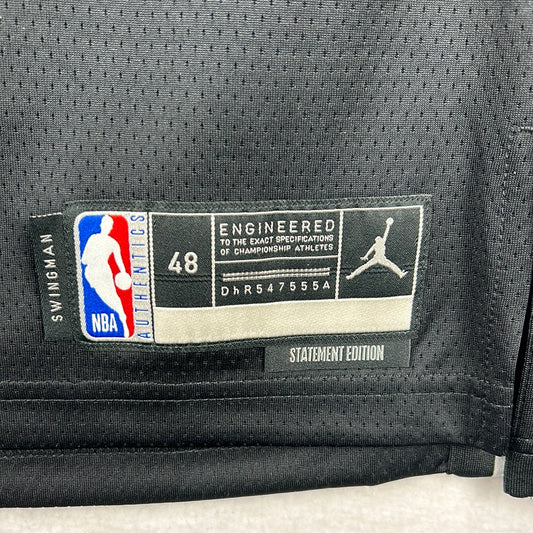 SWINGMAN
NBA
AUTHENTICS
48
ENGINEERED
TO THE EXACT SPECIFICATIONS
OF CHAMPIONSHIP ATHLETES
DhR547555A
STATEMENT EDITION